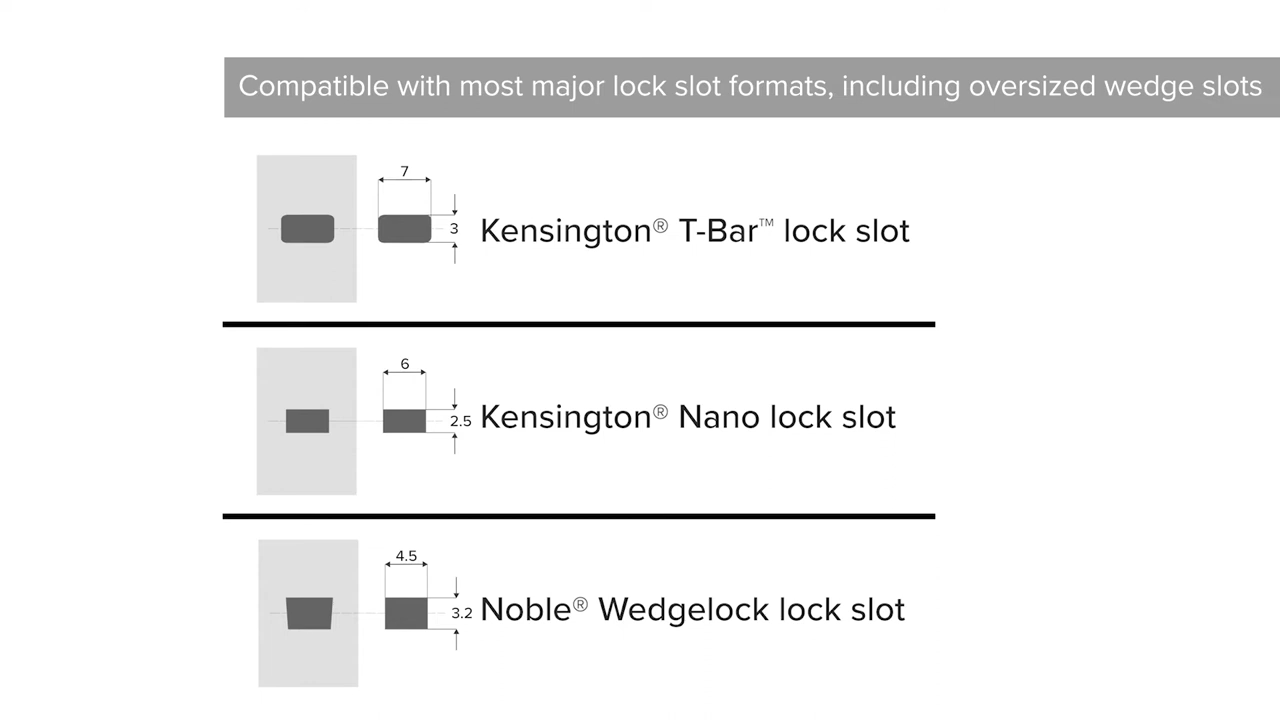 Compatible with most major lock slot formats, including oversized wedge slots
7
3
Kensington® T-Bar™ lock slot
6
2.5
Kensington® Nano lock slot
4.5
3.2
Noble® Wedgelock lock slot